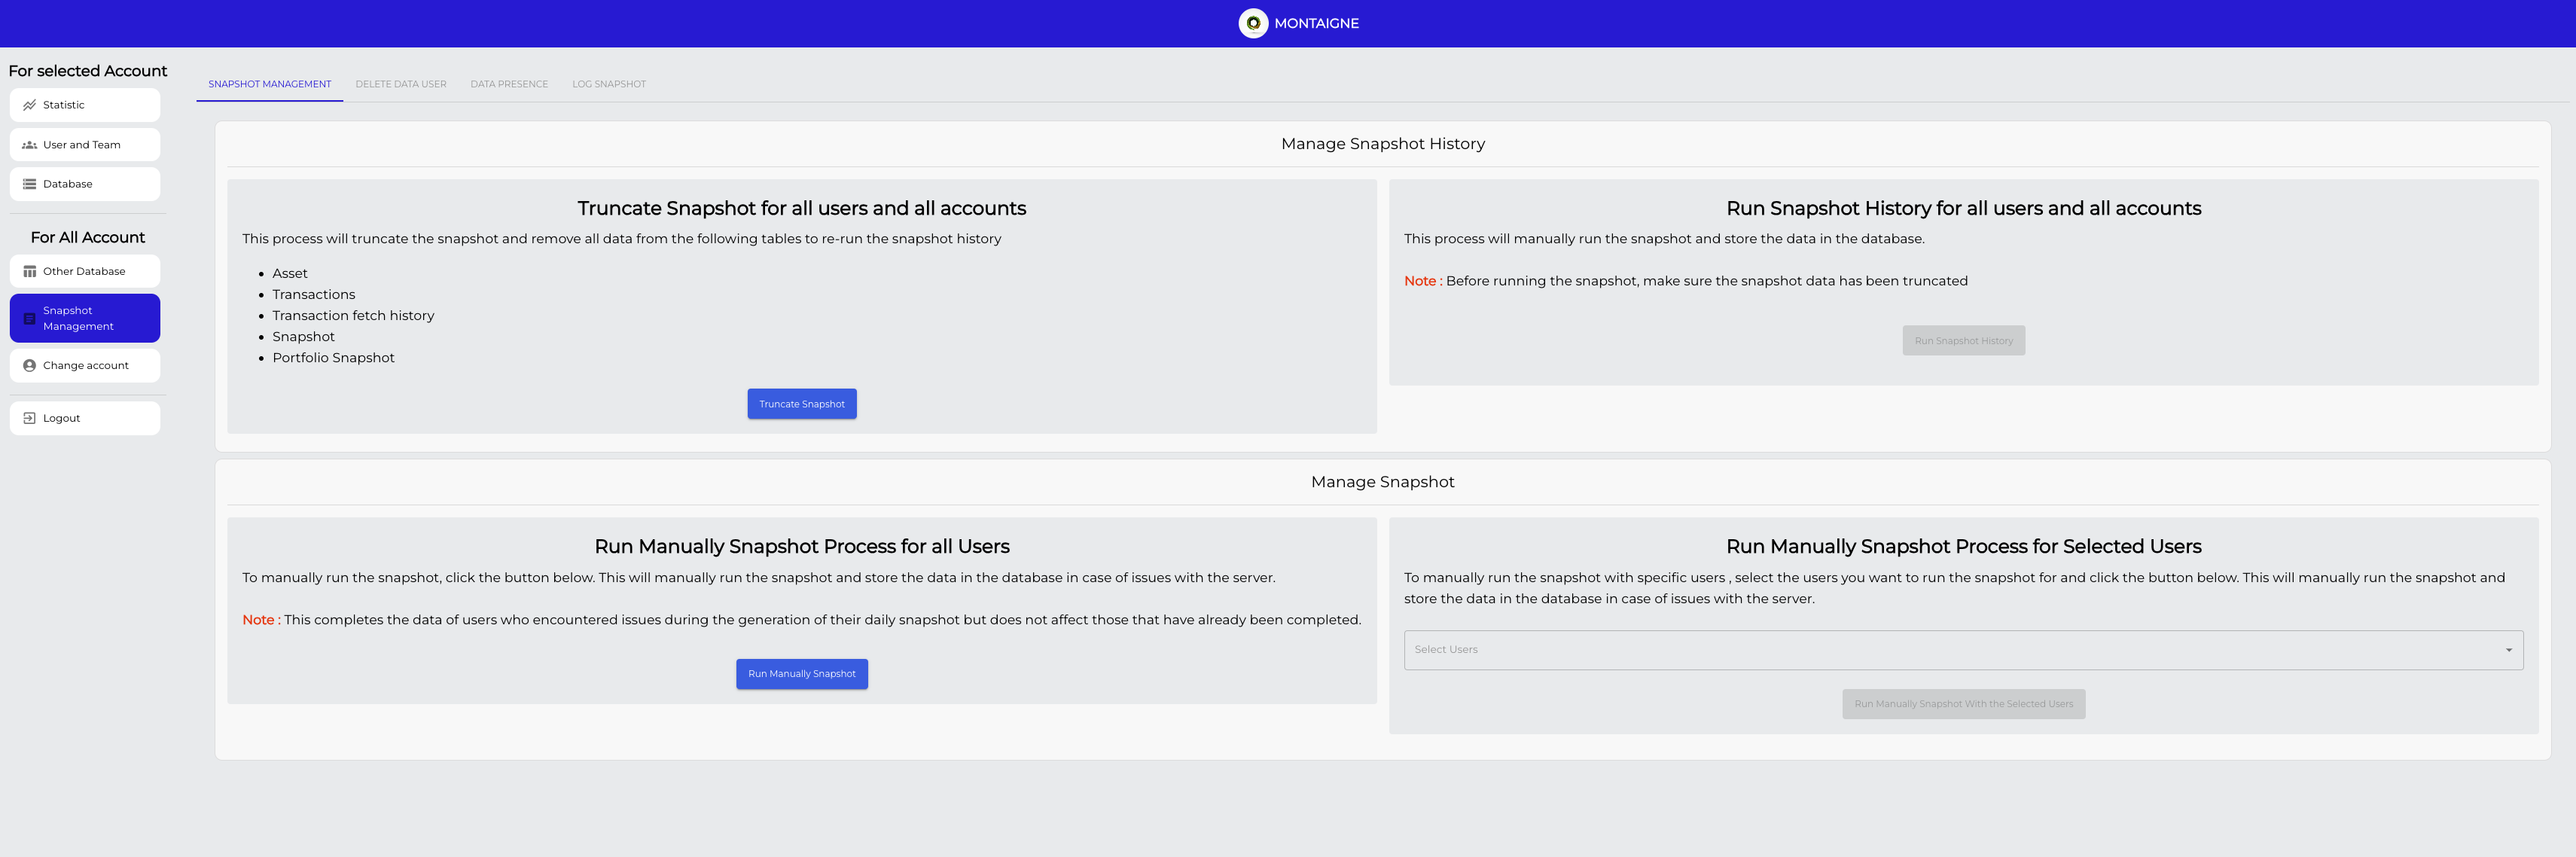 MONTAIGNE
For selected Account
Statistic
User and Team
Database
For All Account
Other Database
Snapshot
Management
Change account
Logout
SNAPSHOT MANAGEMENT
DELETE DATA USER
DATA PRESENCE
LOG SNAPSHOT
Manage Snapshot History
Truncate Snapshot for all users and all accounts
This process will truncate the snapshot and remove all data from the following tables to re-run the snapshot history
Asset
Transactions
Transaction fetch history
Snapshot
Portfolio Snapshot
Truncate Snapshot
Run Snapshot History for all users and all accounts
This process will manually run the snapshot and store the data in the database.
Note : Before running the snapshot, make sure the snapshot data has been truncated
Run Snapshot History
Manage Snapshot
Run Manually Snapshot Process for all Users
To manually run the snapshot, click the button below. This will manually run the snapshot and store the data in the database in case of issues with the server.
Note : This completes the data of users who encountered issues during the generation of their daily snapshot but does not affect those that have already been completed.
Run Manually Snapshot
Run Manually Snapshot Process for Selected Users
To manually run the snapshot with specific users , select the users you want to run the snapshot for and click the button below. This will manually run the snapshot and
store the data in the database in case of issues with the server.
Select Users
Run Manually Snapshot With the Selected Users